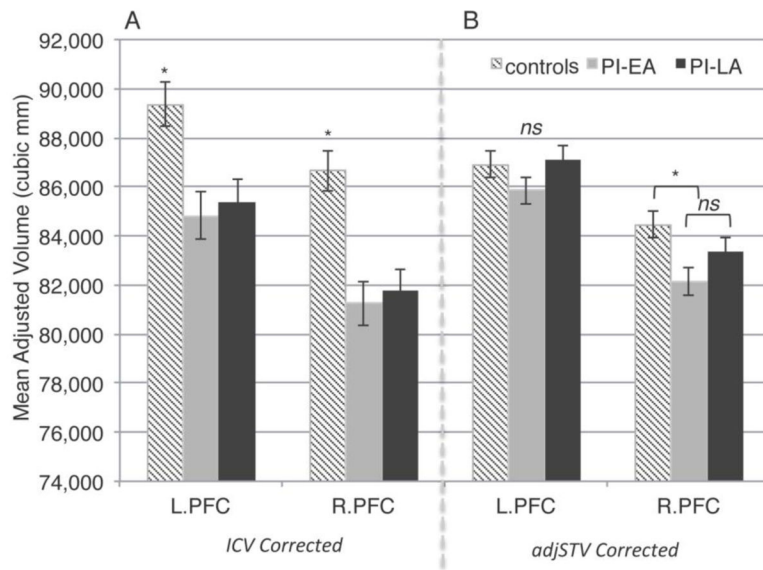 A
B
92,000
90,000
88,000
86,000
84,000
82,000
80,000
78,000
76,000
74,000
Mean Adjusted Volume (cubic mm)
controls PI-EA PI-LA
*
*
ns
*
ns
L.PFC R.PFC L.PFC R.PFC
ICV Corrected adjSTV Corrected